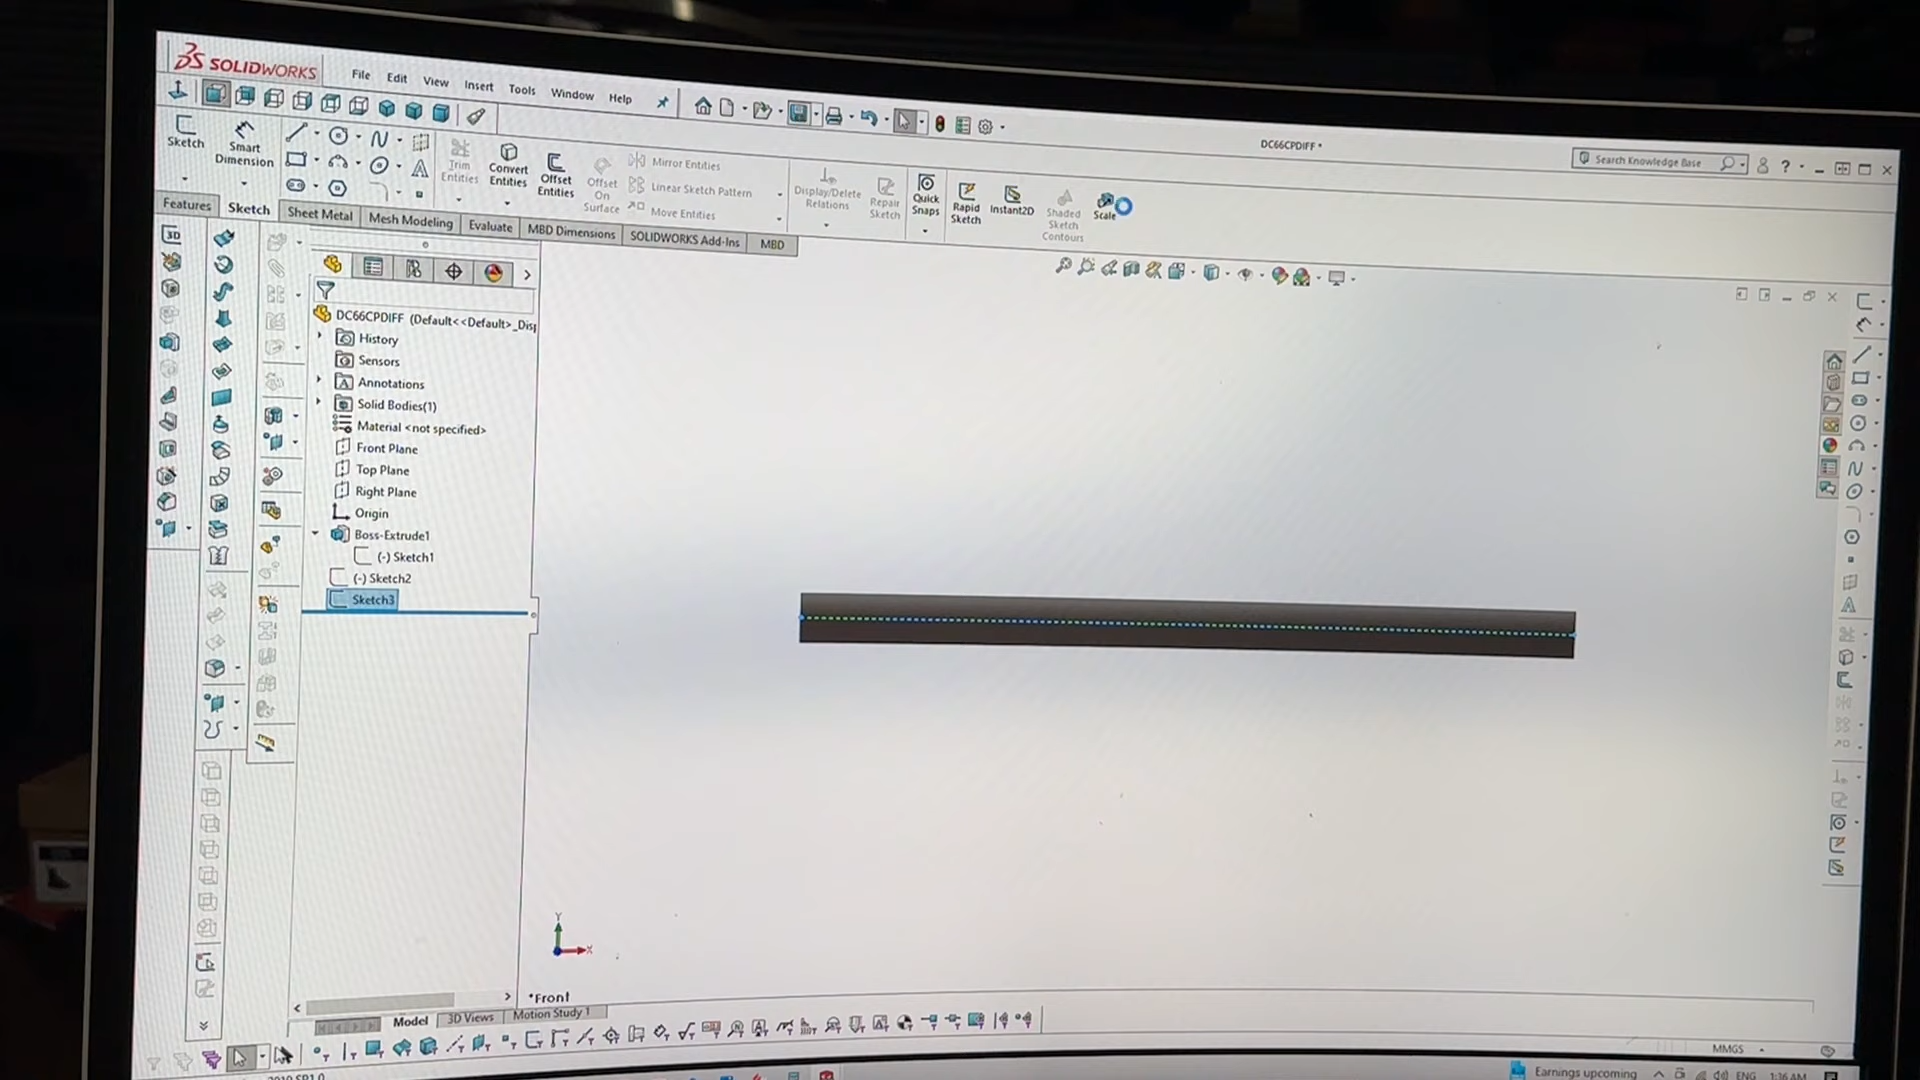 SOLIDWORKS
File Edit View Insert Tools Window Help
DC66CPDIFF *
Search Knowledge Base
Sketch
Smart Dimension
Trim Entities
Convert Entities
Offset Entities
Offset On Surface
Mirror Entities
Linear Sketch Pattern
Move Entities
Display/Delete Relations
Repair Sketch
Quick Snaps
Rapid Sketch
Instant2D
Shaded Sketch Contours
Scale
Features Sketch Sheet Metal Mesh Modeling Evaluate MBD Dimensions SOLIDWORKS Add-Ins MBD
DC66CPDIFF (Default<<Default>_Disp
History
Sensors
Annotations
Solid Bodies(1)
Material <not specified>
Front Plane
Top Plane
Right Plane
Origin
Boss-Extrude1
(-) Sketch1
(-) Sketch2
Sketch3
Y
X
*Front
Model 3D Views Motion Study 1
MMGS
Earnings upcoming
ENG
1:36 AM